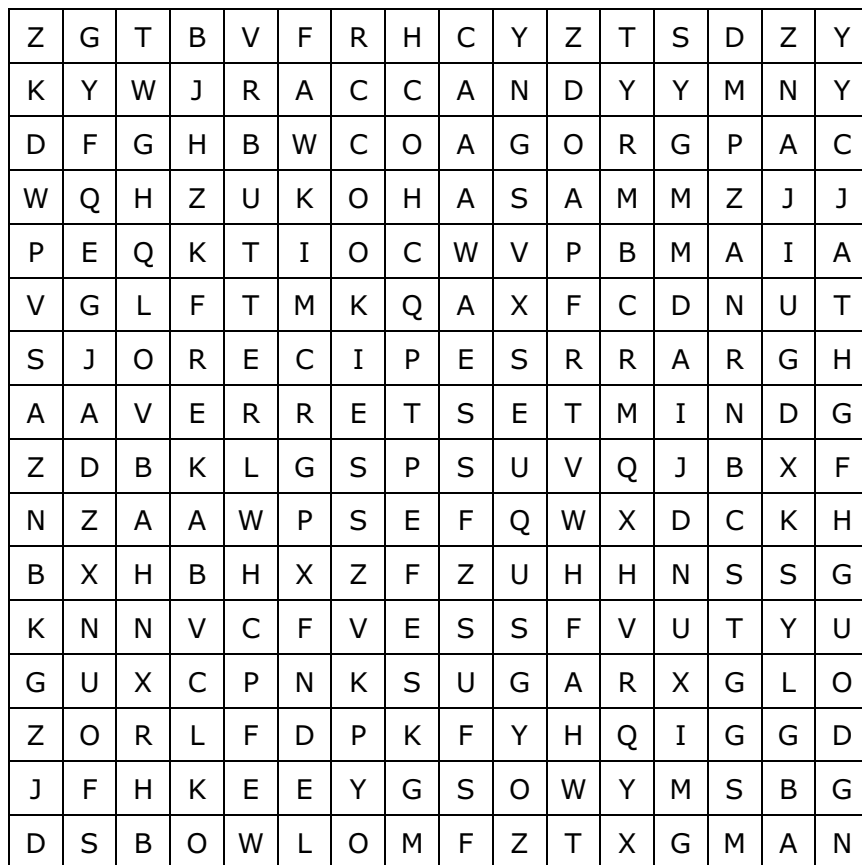 Z G T B V F R H C Y Z T S D Z Y
K Y W J R A C C A N D Y Y M N Y
D F G H B W C O A G O R G P A C
W Q H Z U K O H A S A M M Z J J
P E Q K T I O C W V P B M A I A
V G L F T M K Q A X F C D N U T
S J O R E C I P E S R R A R G H
A A V E R R E T S E T M I N D G
Z D B K L G S P S U V Q J B X F
N Z A A W P S E F Q W X D C K H
B X H B H X Z F Z U H H N S S G
K N N V C F V E S S F V U T Y U
G U X C P N K S U G A R X G L O
Z O R L F D P K F Y H Q I G G D
J F H K E E Y G S O W Y M S B G
D S B O W L O M F Z T X G M A N